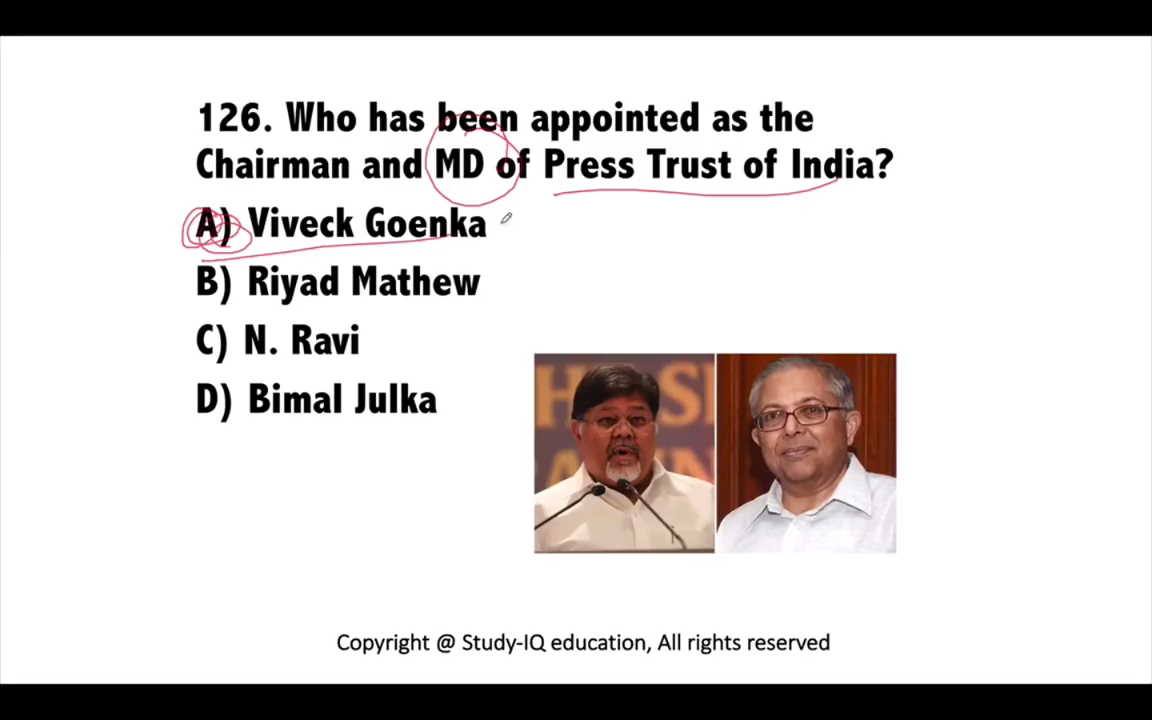 126. Who has been appointed as the
Chairman and MD of Press Trust of India?
A) Viveck Goenka
B) Riyad Mathew
C) N. Ravi
D) Bimal Julka
Copyright @ Study-IQ education, All rights reserved